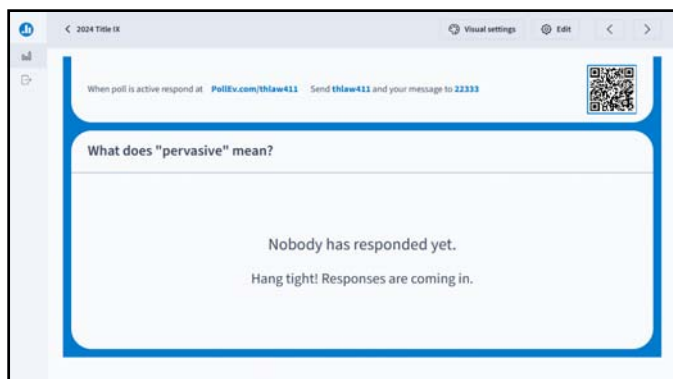 2024 Title IX
Visual settings
Edit
When poll is active respond at PollEv.com/thlaw411 Send thlaw411 and your message to 22333
What does "pervasive" mean?
Nobody has responded yet.
Hang tight! Responses are coming in.